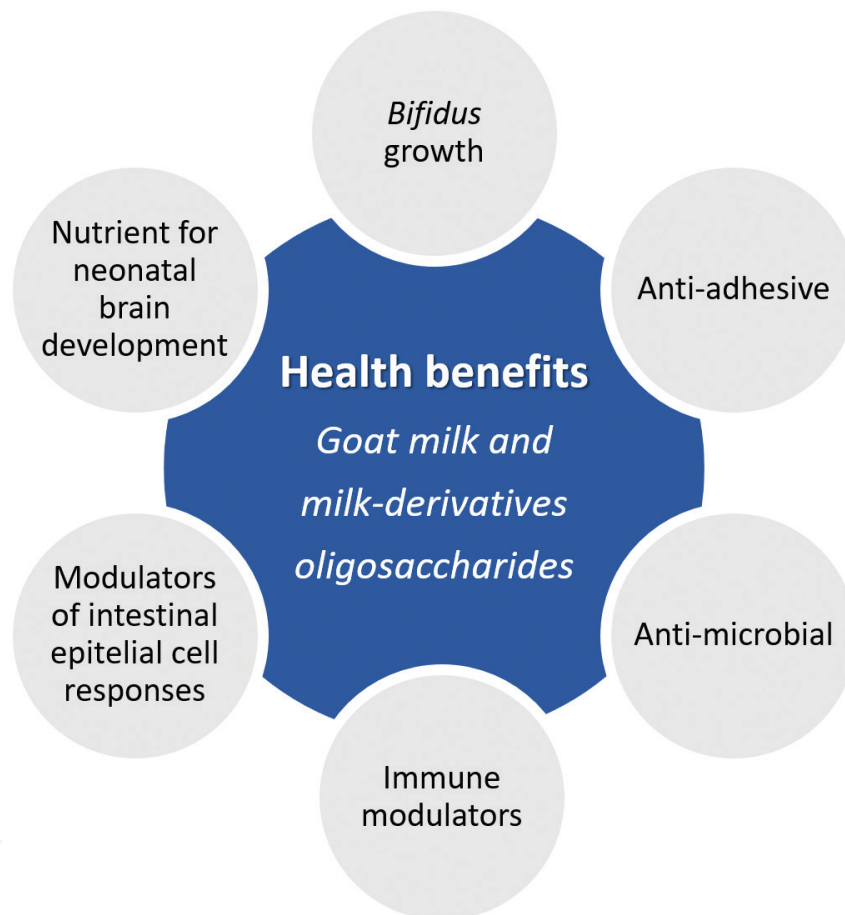 Bifidus
growth
Nutrient for
neonatal
brain
development
Anti-adhesive
Health benefits
Goat milk and
milk-derivatives
oligosaccharides
Modulators
of intestinal
epitelial cell
responses
Anti-microbial
Immune
modulators